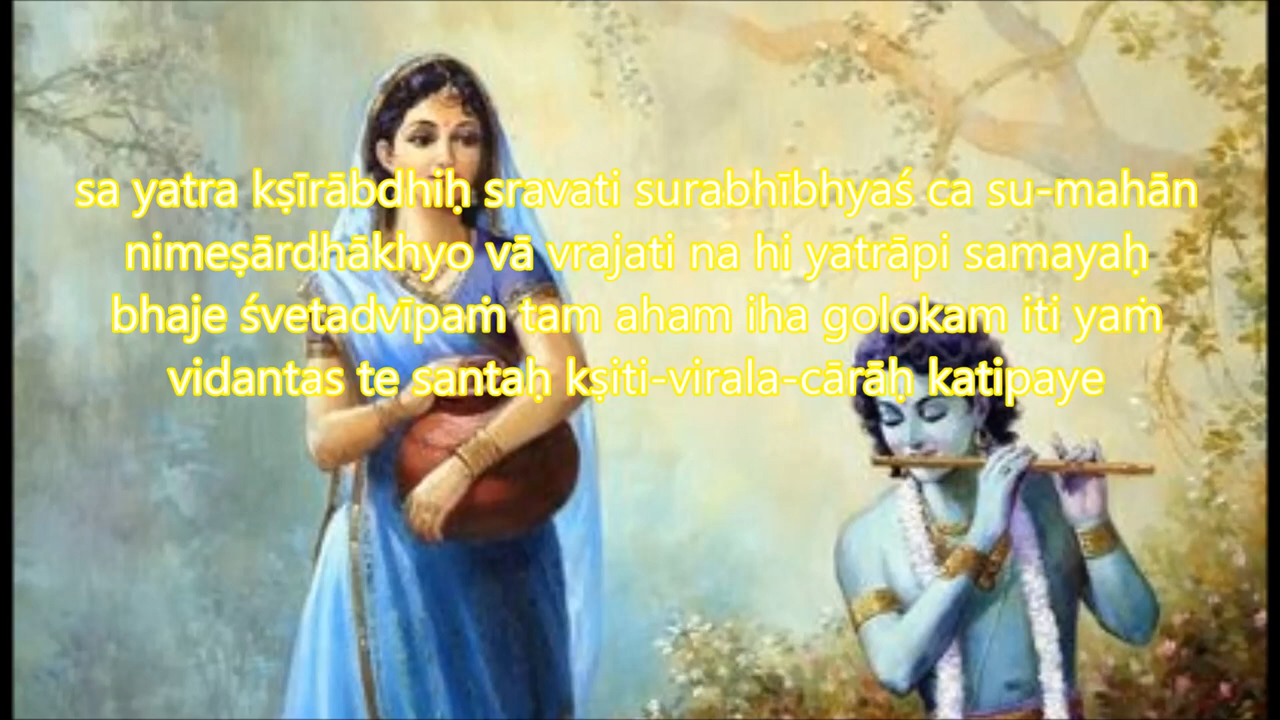 sa yatra kṣīrābdhiḥ sravati surabhībhyaś ca su-mahān
nimeṣārdhākhyo vā vrajati na hi yatrāpi samayaḥ
bhaje śvetadvīpaṁ tam aham iha golokam iti yaṁ
vidantas te santaḥ kṣiti-virala-cārāḥ katipaye